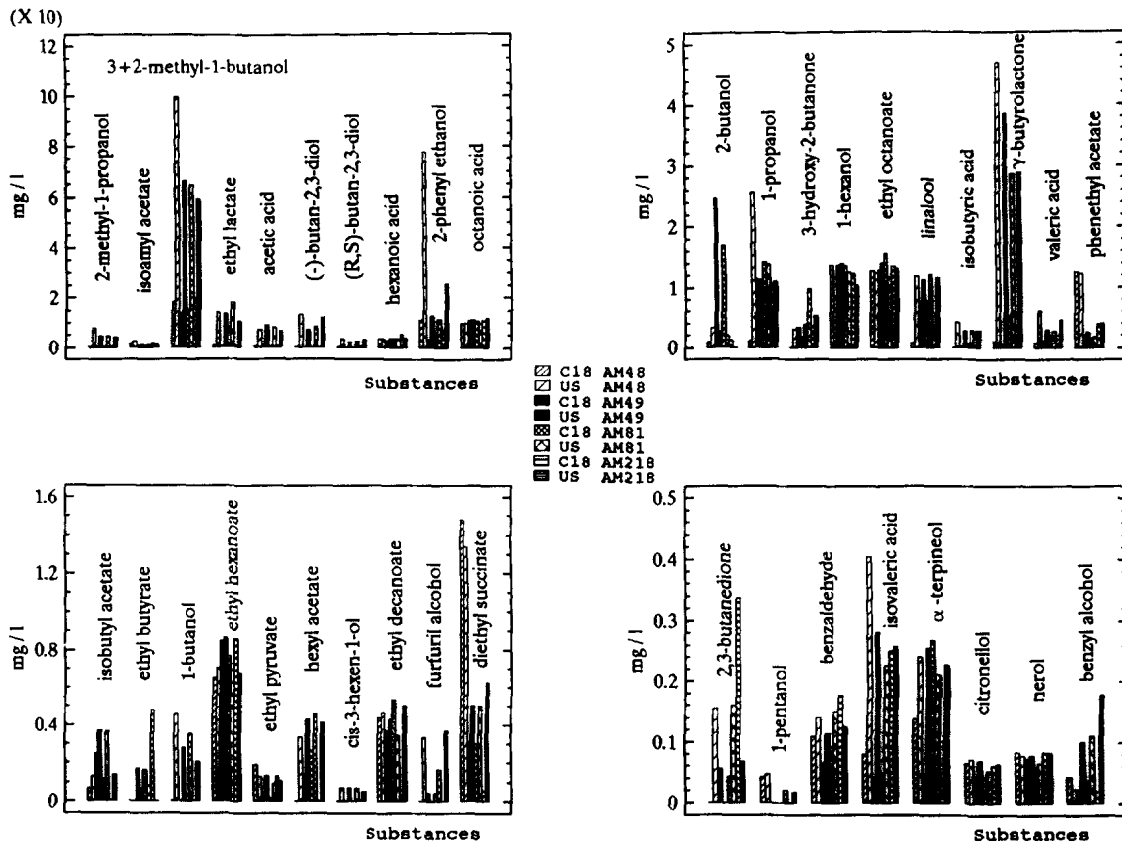 (X 10)
12
10
8
6
4
2
0
mg / l
3+2-methyl-1-butanol
2-methyl-1-propanol
isoamyl acetate
ethyl lactate
acetic acid
(-)-butan-2,3-diol
(R,S)-butan-2,3-diol
hexanoic acid
2-phenyl ethanol
octanoic acid
Substances
5
4
3
2
1
0
mg / l
2-butanol
1-propanol
3-hydroxy-2-butanone
1-hexanol
ethyl octanoate
linalool
isobutyric acid
γ-butyrolactone
valeric acid
phenethyl acetate
Substances
C18 AM48
US AM48
C18 AM49
US AM49
C18 AM81
US AM81
C18 AM218
US AM218
1.6
1.2
0.8
0.4
0
mg / l
isobutyl acetate
ethyl butyrate
1-butanol
ethyl hexanoate
ethyl pyruvate
hexyl acetate
cis-3-hexen-1-ol
ethyl decanoate
furfuril alcohol
diethyl succinate
Substances
0.5
0.4
0.3
0.2
0.1
0
mg / l
2,3-butanedione
1-pentanol
benzaldehyde
isovaleric acid
α -terpineol
citronellol
nerol
benzyl alcohol
Substances